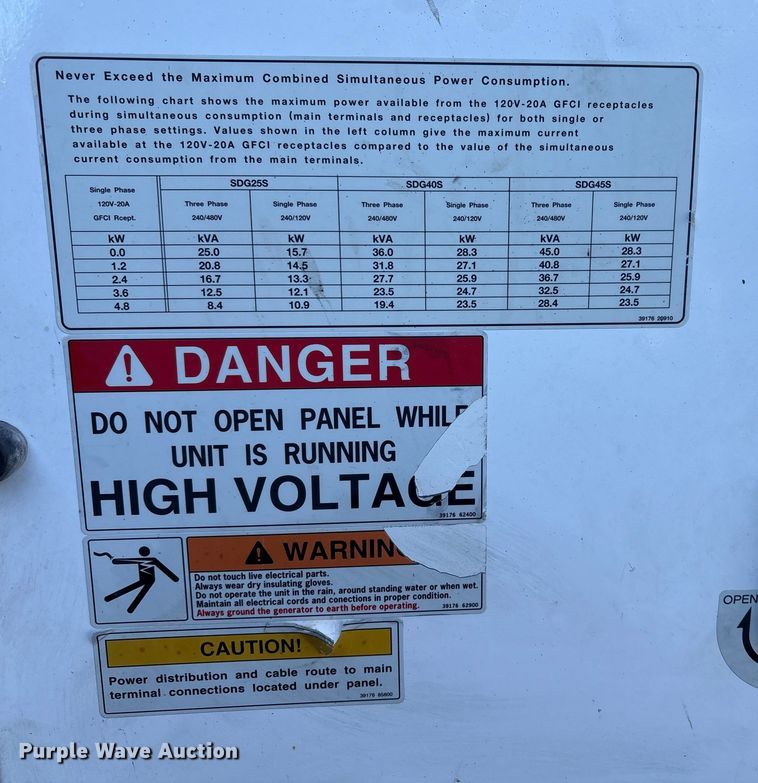 Never Exceed the Maximum Combined Simultaneous Power Consumption.
The following chart shows the maximum power available from the 120V-20A GFCI receptacles
during simultaneous consumption (main terminals and receptacles) for both single or
three phase settings. Values shown in the left column give the maximum current
available at the 120V-20A GFCI receptacles compared to the value of the simultaneous
current consumption from the main terminals.
Single Phase 120V-20A GFCI Rcept. SDG25S SDG40S SDG45S
Three Phase 240/480V Single Phase 240/120V Three Phase 240/480V Single Phase 240/120V Three Phase 240/480V Single Phase 240/120V
kW kVA kW kVA kW kVA kW
0.0 25.0 15.7 36.0 28.3 45.0 28.3
1.2 20.8 14.5 31.8 27.1 40.8 27.1
2.4 16.7 13.3 27.7 25.9 36.7 25.9
3.6 12.5 12.1 23.5 24.7 32.5 24.7
4.8 8.4 10.9 19.4 23.5 28.4 23.5
39176 20910
DANGER
DO NOT OPEN PANEL WHILE
UNIT IS RUNNING
HIGH VOLTAGE
39176 62400
WARNIN
Do not touch live electrical parts.
Always wear dry insulating gloves.
Do not operate the unit in the rain, around standing water or when wet.
Maintain all electrical cords and conections in proper condition.
Always ground the generator to earth before operating.
39176 62900
CAUTION!
Power distribution and cable route to main
terminal connections located under panel.
39176 85800
OPEN
Purple Wave Auction